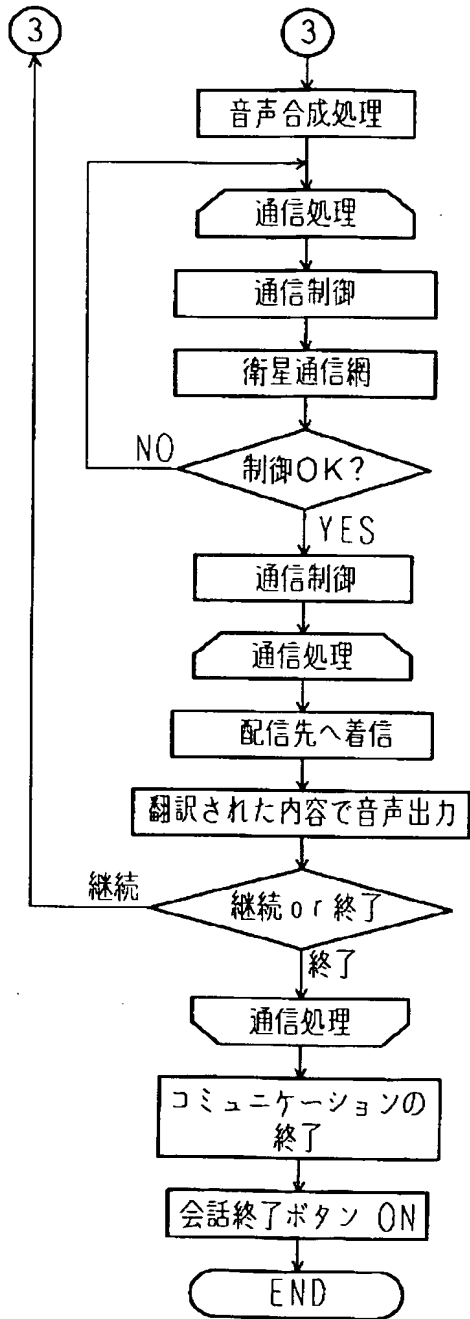 3
3
音声合成処理
通信処理
通信制御
衛星通信網
NO
制御OK?
YES
通信制御
通信処理
配信先へ着信
翻訳された内容で音声出力
継続
継続or終了
終了
通信処理
コミュニケーションの
終了
会話終了ボタン ON
END